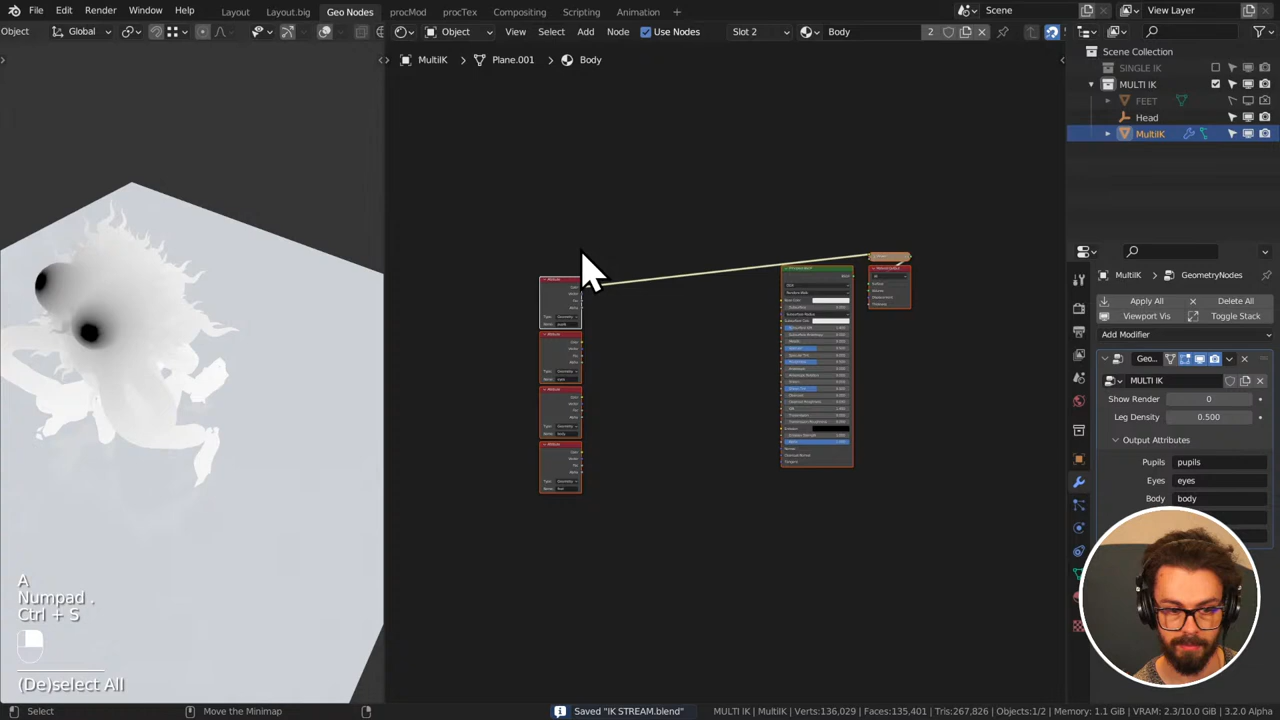 File Edit Render Window Help Layout Layout.big Geo Nodes procMod procTex Compositing Scripting Animation + Scene View Layer
Object Global Object View Select Add Node Use Nodes Slot 2 Body 2
MultiIK > Plane.001 > Body
Scene Collection
SINGLE IK
MULTI IK
FEET
Head
MultiIK
MultiIK > GeometryNodes
Apply All Delete All
Viewport Vis Toggle Stack
Add Modifier
Geo...
MULTI IK
Show Render 0
Leg Density 0.500
Output Attributes
Pupils pupils
Eyes eyes
Body body
A
Numpad .
Ctrl + S
(De)select All
Select Move the Minimap Saved "IK STREAM.blend" MULTI IK | MultiIK | Verts:136,029 | Faces:135,401 | Tris:267,826 | Objects:1/2 | Memory: 1.1 GiB | VRAM: 2.3/10.0 GiB | 3.2.0 Alpha